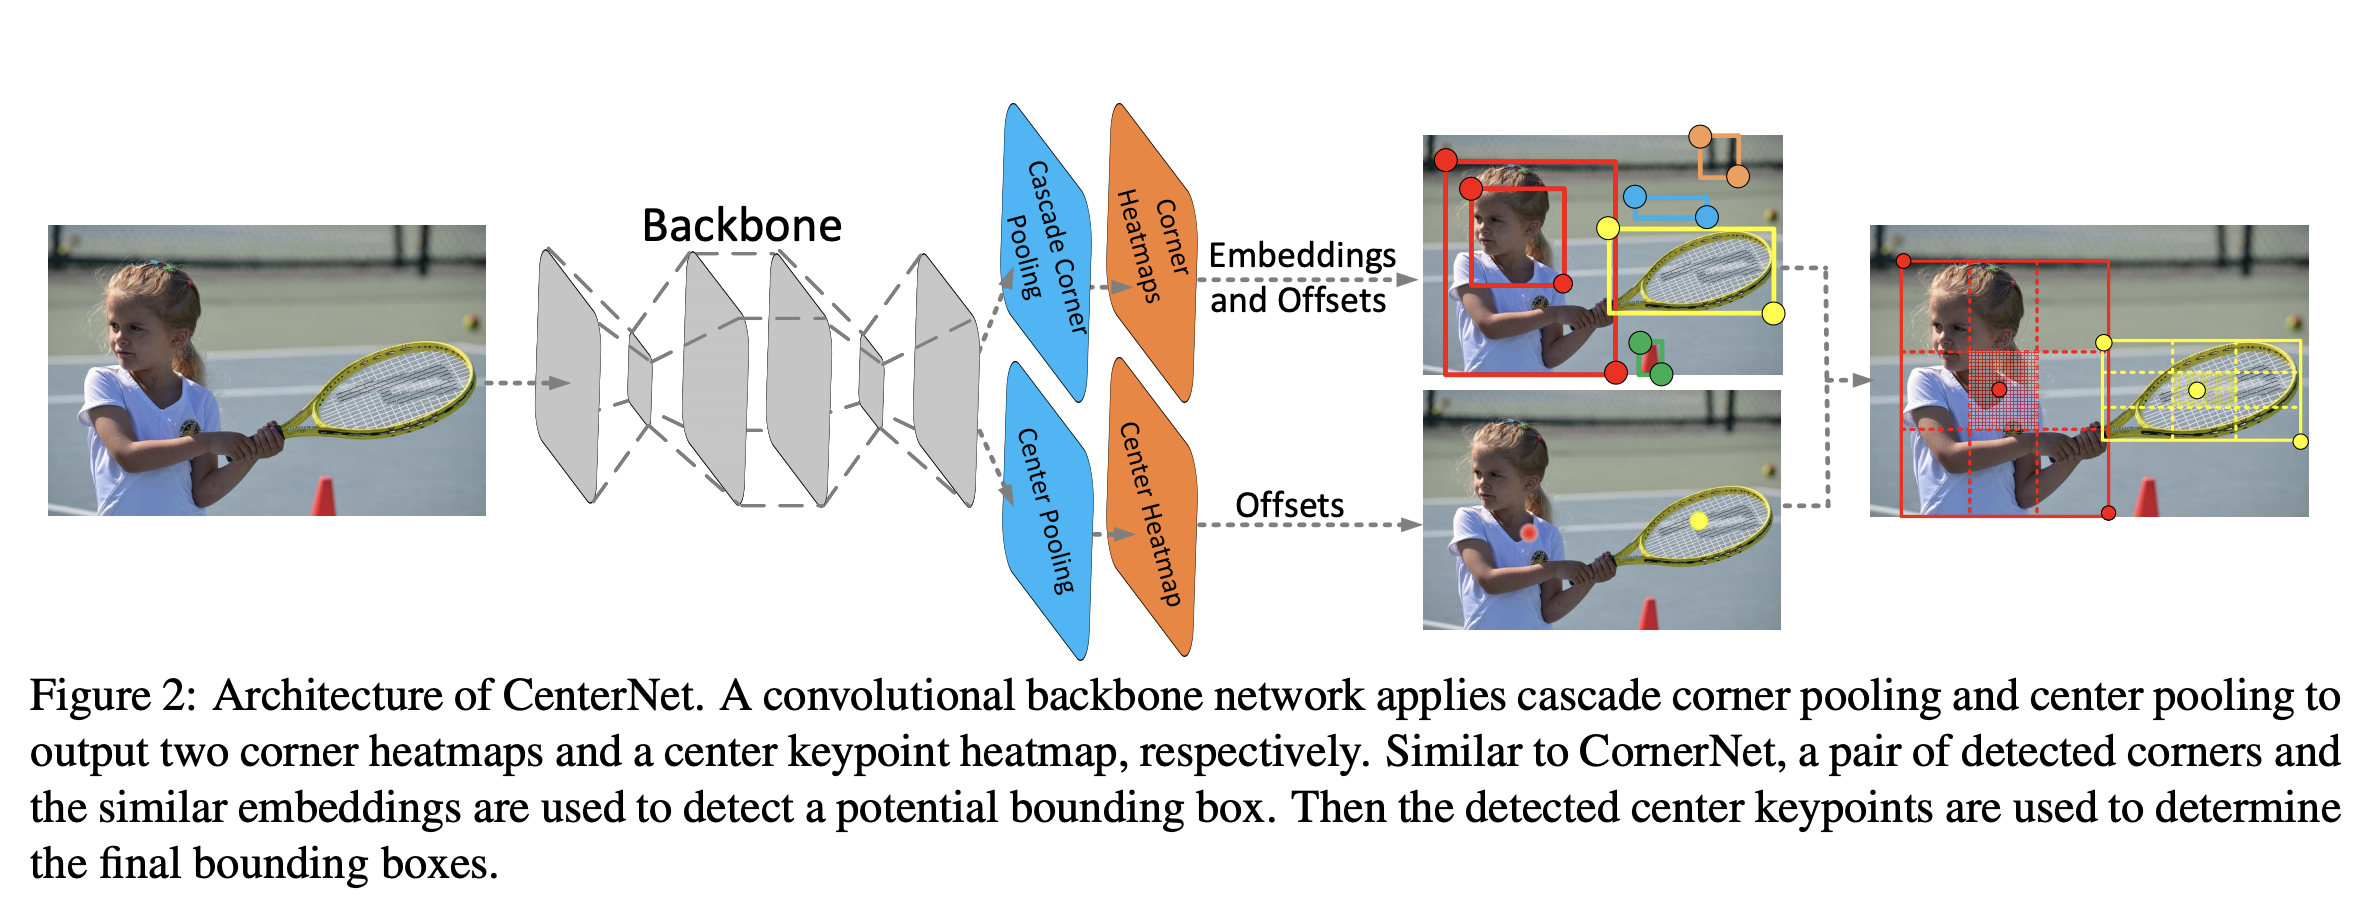 Backbone
Cascade Corner
Pooling
Corner
Heatmaps
Embeddings
and Offsets
Center Pooling
Center Heatmap
Offsets
Figure 2: Architecture of CenterNet. A convolutional backbone network applies cascade corner pooling and center pooling to
output two corner heatmaps and a center keypoint heatmap, respectively. Similar to CornerNet, a pair of detected corners and
the similar embeddings are used to detect a potential bounding box. Then the detected center keypoints are used to determine
the final bounding boxes.